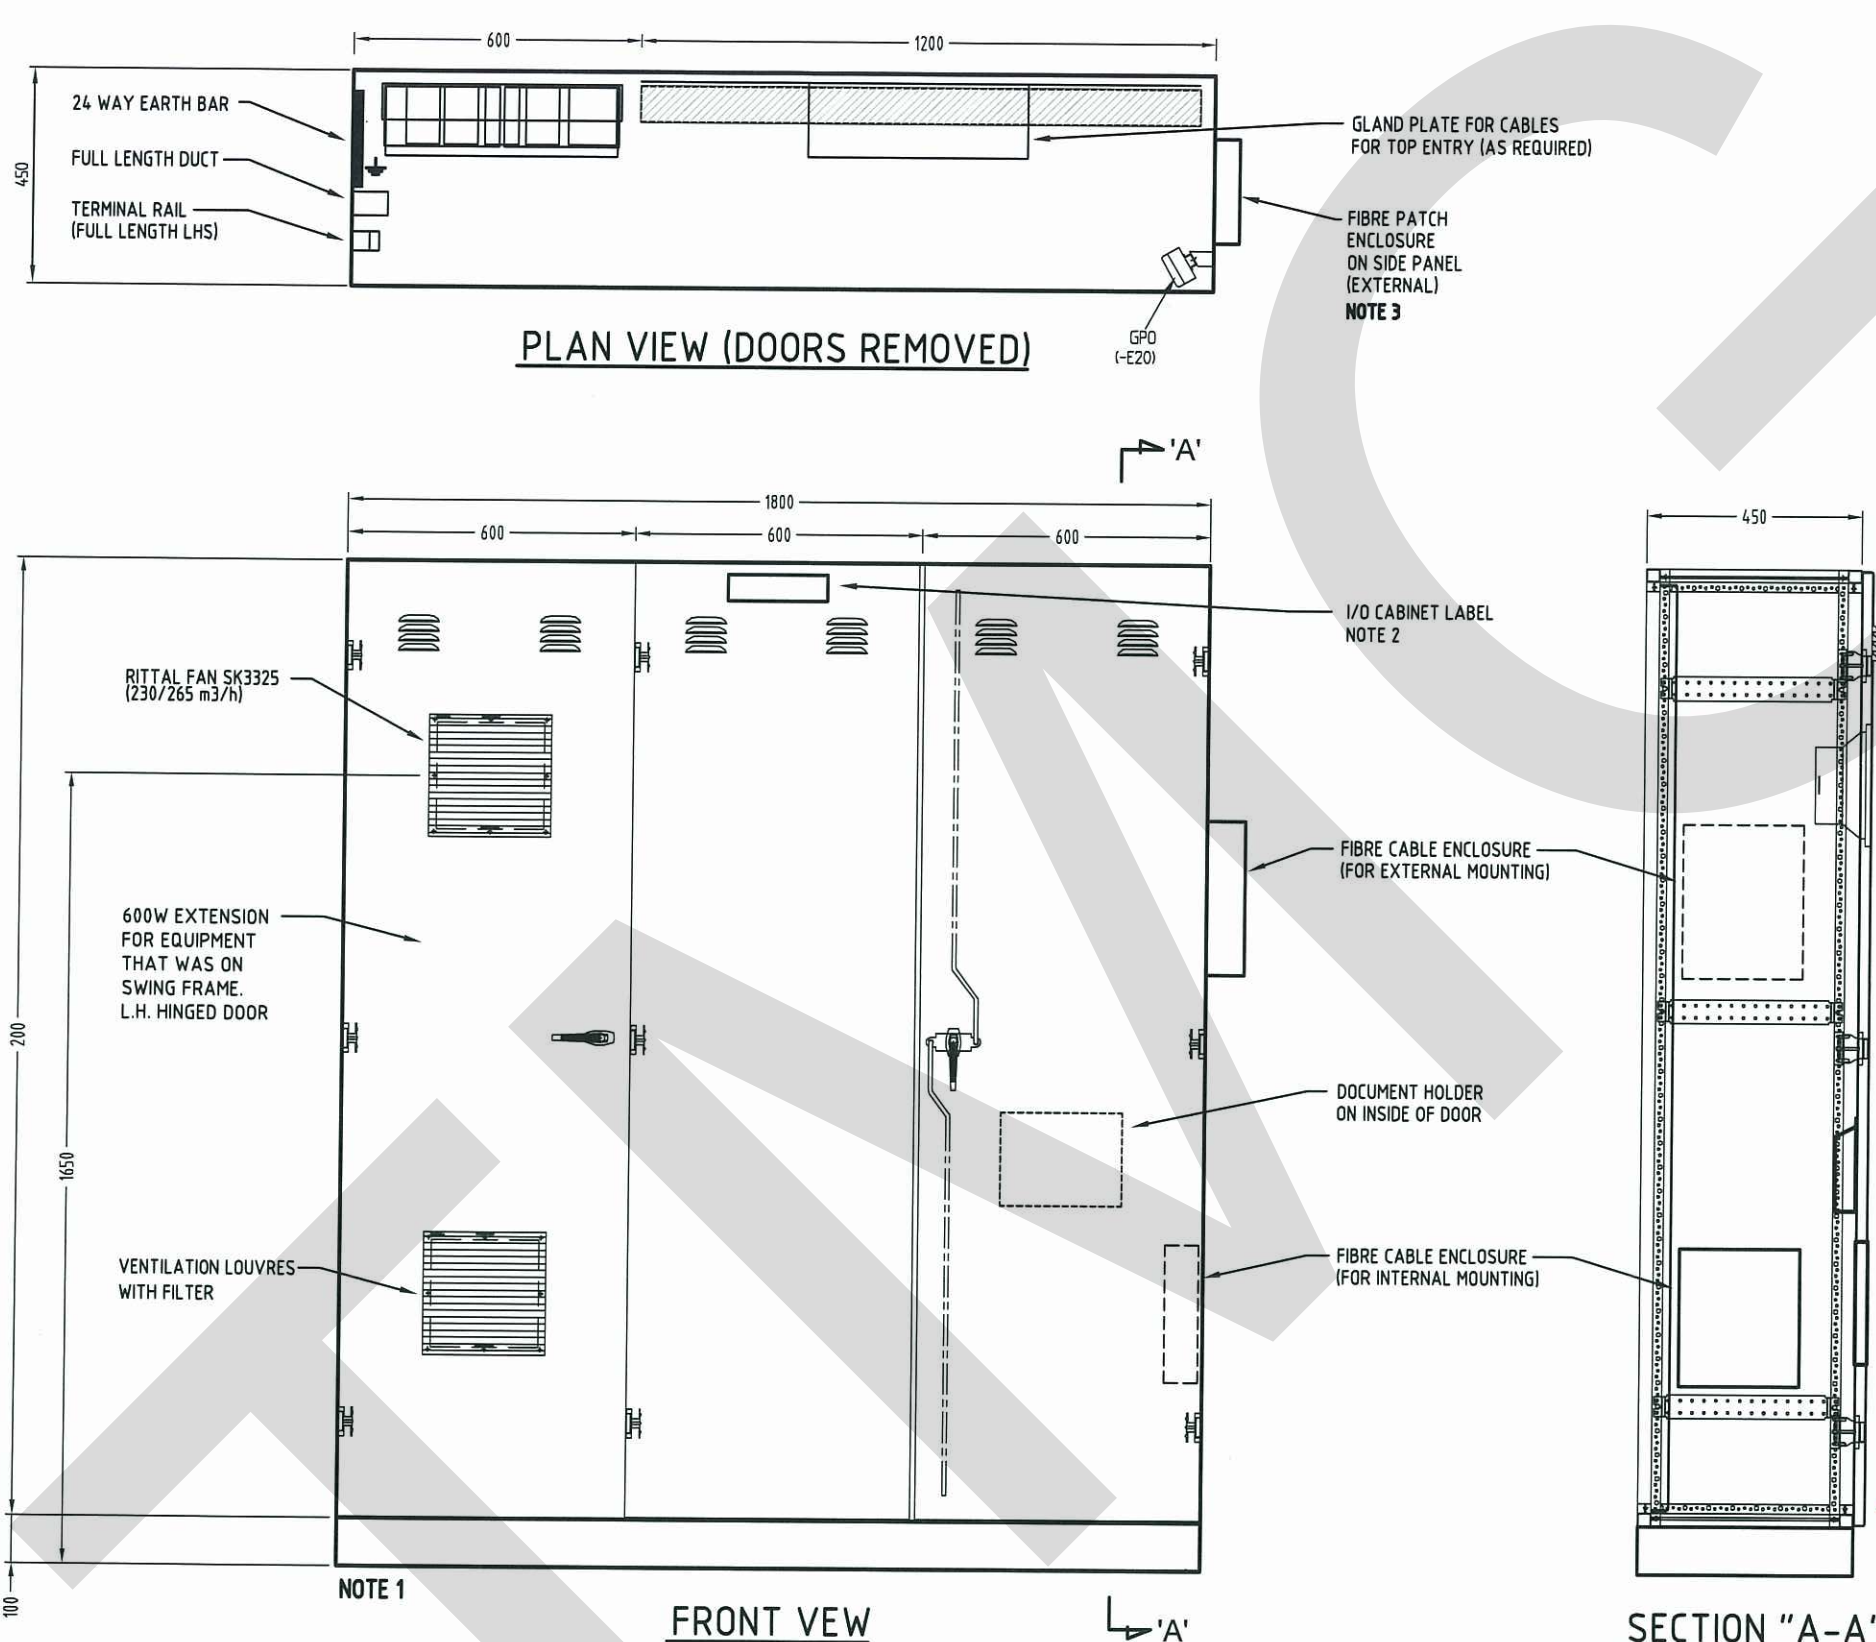 600
1200
450
24 WAY EARTH BAR
FULL LENGTH DUCT
TERMINAL RAIL
(FULL LENGTH LHS)
GLAND PLATE FOR CABLES
FOR TOP ENTRY (AS REQUIRED)
FIBRE PATCH
ENCLOSURE
ON SIDE PANEL
(EXTERNAL)
NOTE 3
GPO
(-E20)
PLAN VIEW (DOORS REMOVED)
'A'
1800
600
600
600
450
I/O CABINET LABEL
NOTE 2
RITTAL FAN SK3325
(230/265 m3/h)
FIBRE CABLE ENCLOSURE
(FOR EXTERNAL MOUNTING)
600W EXTENSION
FOR EQUIPMENT
THAT WAS ON
SWING FRAME.
L.H. HINGED DOOR
200
1650
DOCUMENT HOLDER
ON INSIDE OF DOOR
VENTILATION LOUVRES
WITH FILTER
FIBRE CABLE ENCLOSURE
(FOR INTERNAL MOUNTING)
100
NOTE 1
FRONT VEW
'A'
SECTION "A-A"